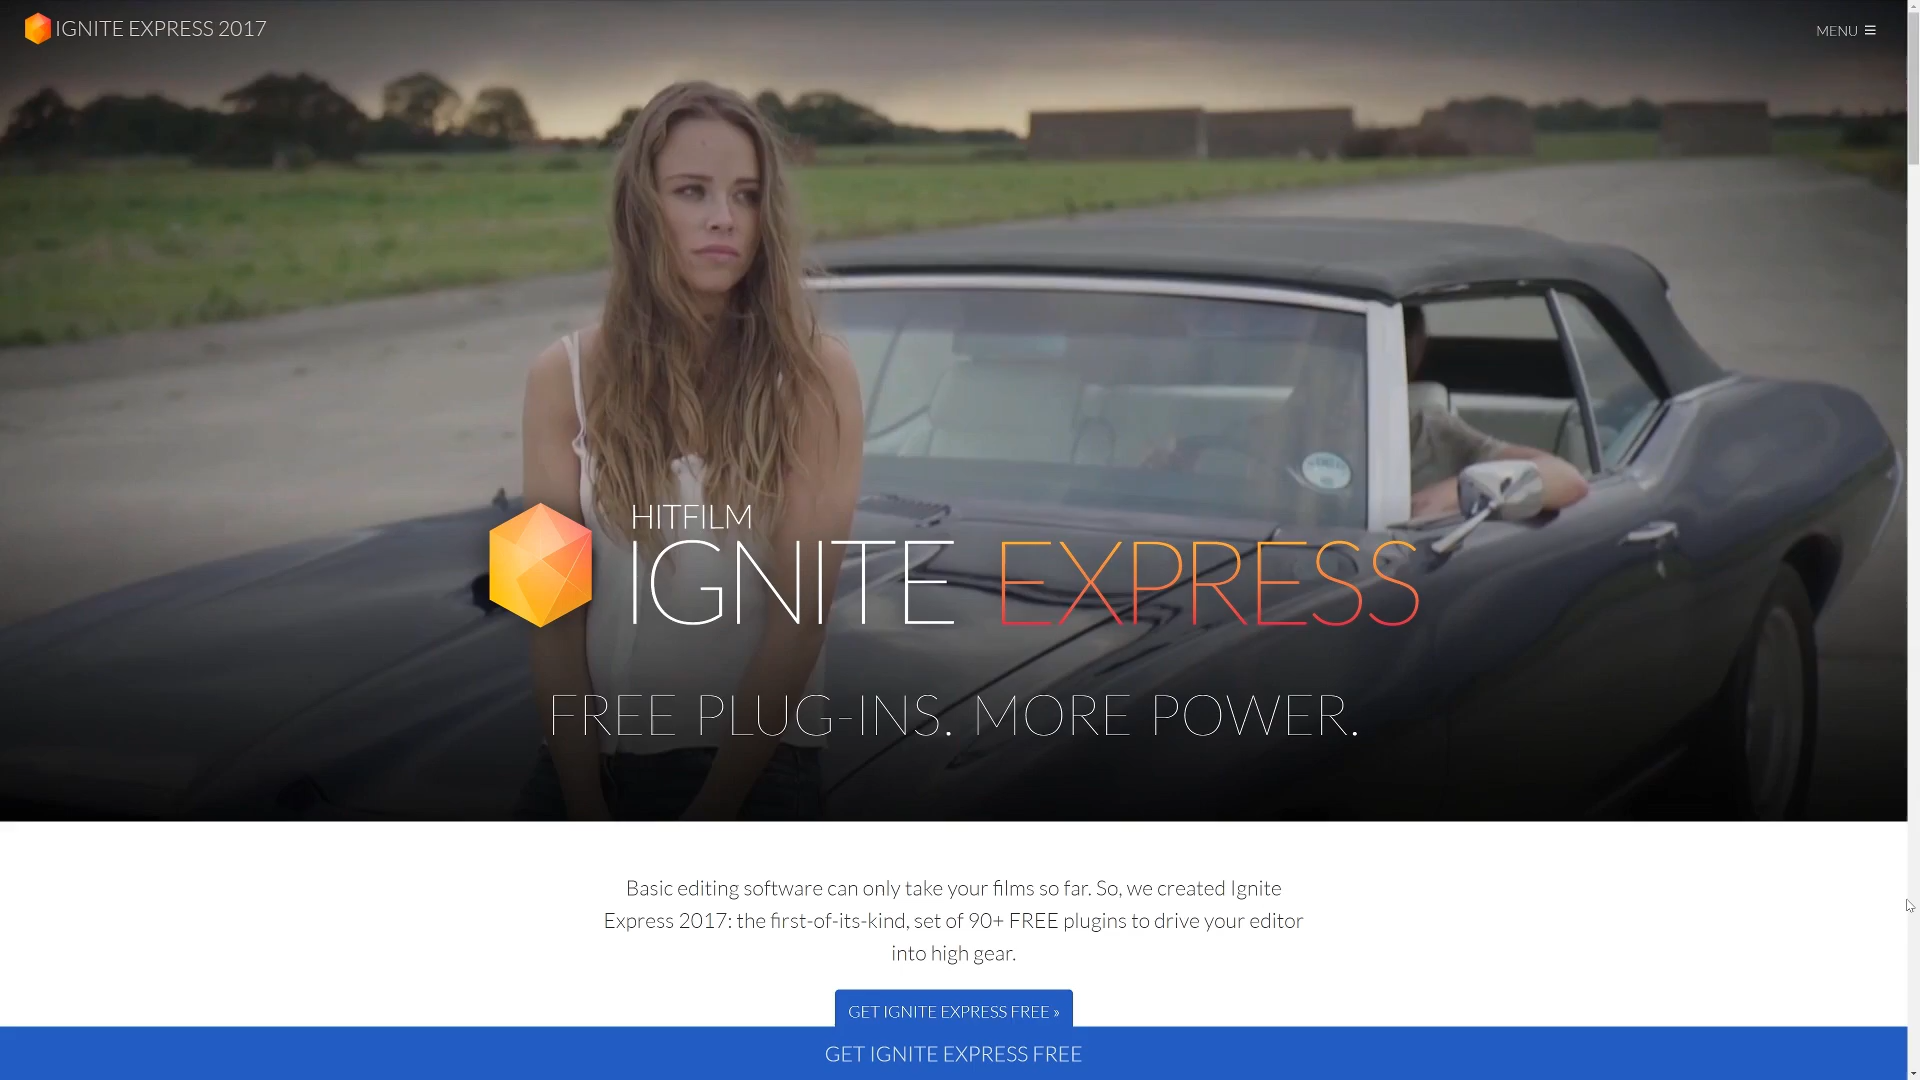 IGNITE EXPRESS 2017
MENU
HITFILM
IGNITE EXPRESS
FREE PLUG-INS. MORE POWER.
Basic editing software can only take your films so far. So, we created Ignite
Express 2017: the first-of-its-kind, set of 90+ FREE plugins to drive your editor
into high gear.
GET IGNITE EXPRESS FREE »
GET IGNITE EXPRESS FREE